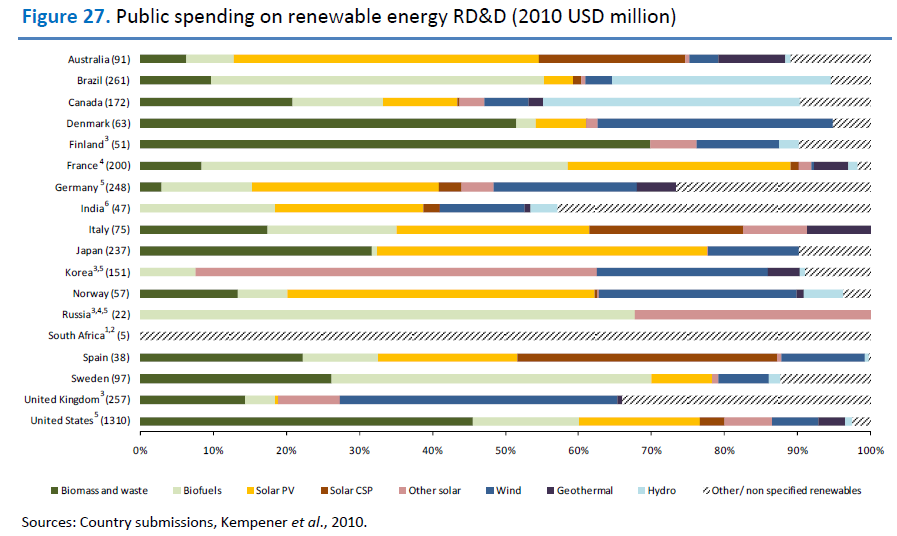 Figure 27. Public spending on renewable energy RD&D (2010 USD million)
Australia (91)
Brazil (261)
Canada (172)
Denmark (63)
Finland³ (51)
France⁴ (200)
Germany⁵ (248)
India⁶ (47)
Italy (75)
Japan (237)
Korea³,⁵ (151)
Norway (57)
Russia³,⁴,⁵ (22)
South Africa¹,² (5)
Spain (38)
Sweden (97)
United Kingdom³ (257)
United States⁵ (1310)
0% 10% 20% 30% 40% 50% 60% 70% 80% 90% 100%
Biomass and waste Biofuels Solar PV Solar CSP Other solar Wind Geothermal Hydro Other/ non specified renewables
Sources: Country submissions, Kempener et al., 2010.